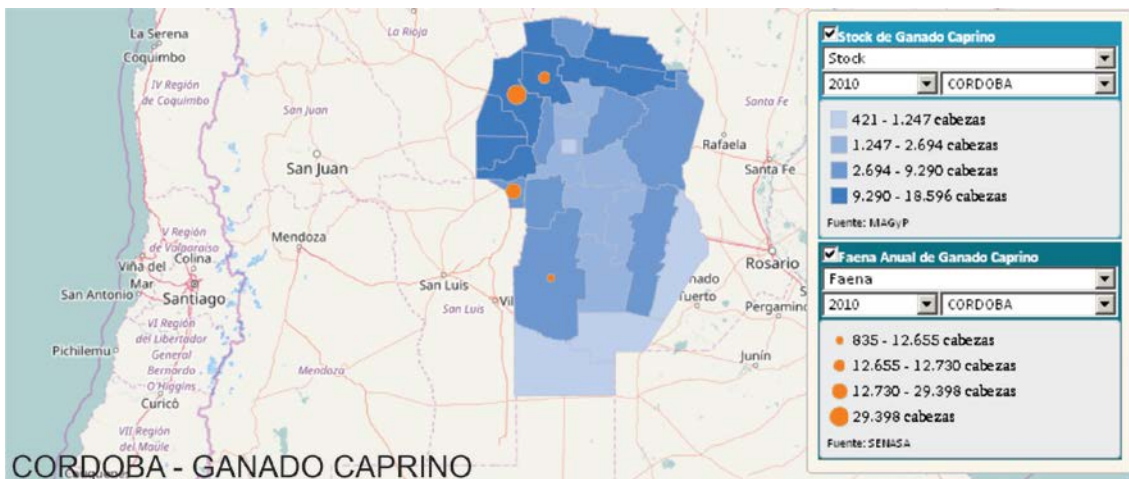 La Serena
Coquimbo
La Rioja
IV Región
de Coquimbo
San Juan
Santa Fe
San Juan
Rafaela
Santa Fe
V Región
de Valparaíso
Mendoza
Viña del
Mar
Colina
San Luis
Rosario
San Antonio
Santiago
San Luis
nado
Tuerto
Pergamino
VI Región
del Libertador
General
Bernardo
O'Higgins
Pichilemu
Mendoza
Junín
Curicó
VII Región
del Maule
CORDOBA - GANADO CAPRINO
Stock de Ganado Caprino
Stock
2010 CORDOBA
421 - 1.247 cabezas
1.247 - 2.694 cabezas
2.694 - 9.290 cabezas
9.290 - 18.596 cabezas
Fuente: MAGyP
Faena Anual de Ganado Caprino
Faena
2010 CORDOBA
835 - 12.655 cabezas
12.655 - 12.730 cabezas
12.730 - 29.398 cabezas
29.398 cabezas
Fuente: SENASA